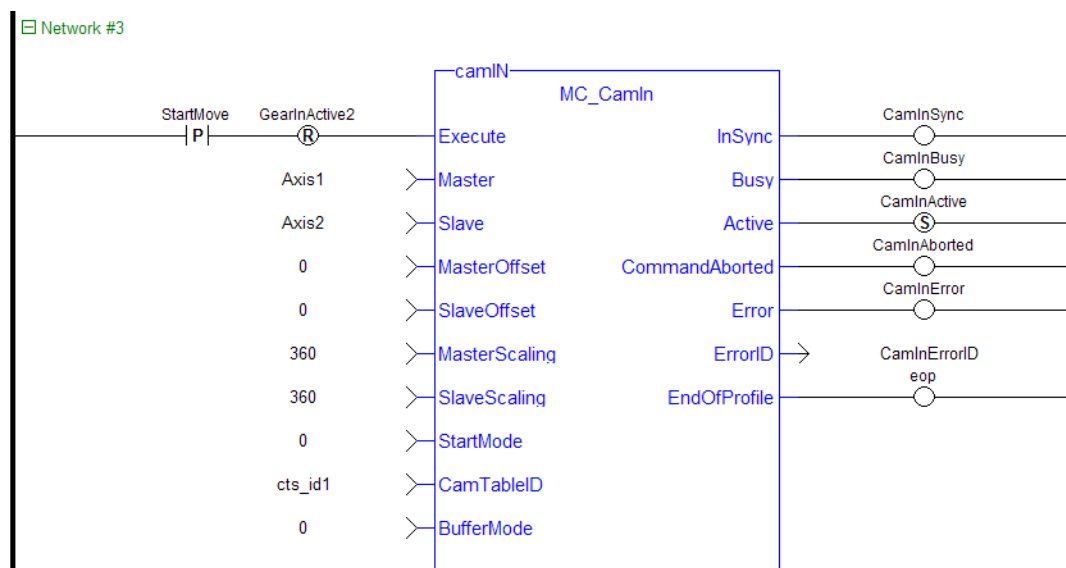 Network #3
camIN
MC_CamIn
StartMove GearInActive2 CamInSync
P R Execute InSync
CamInBusy
Axis1 Master Busy
CamInActive
Axis2 Slave Active S
CamInAborted
0 MasterOffset CommandAborted
CamInError
0 SlaveOffset Error
360 MasterScaling ErrorID CamInErrorID
eop
360 SlaveScaling EndOfProfile
0 StartMode
cts_id1 CamTableID
0 BufferMode